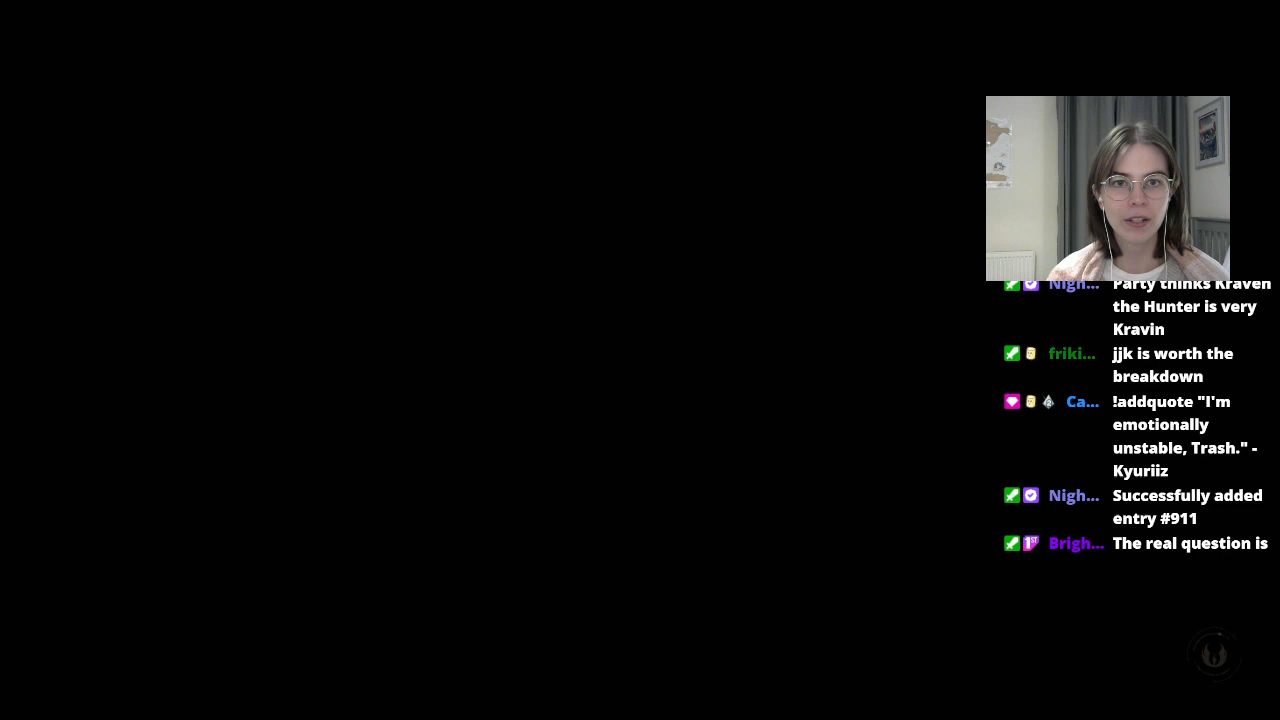 Nigh... Party thinks Kraven
the Hunter is very
Kravin
friki... jjk is worth the
breakdown
Ca... !addquote "I'm
emotionally
unstable, Trash." -
Kyuriiz
Nigh... Successfully added
entry #911
1ST Brigh... The real question is